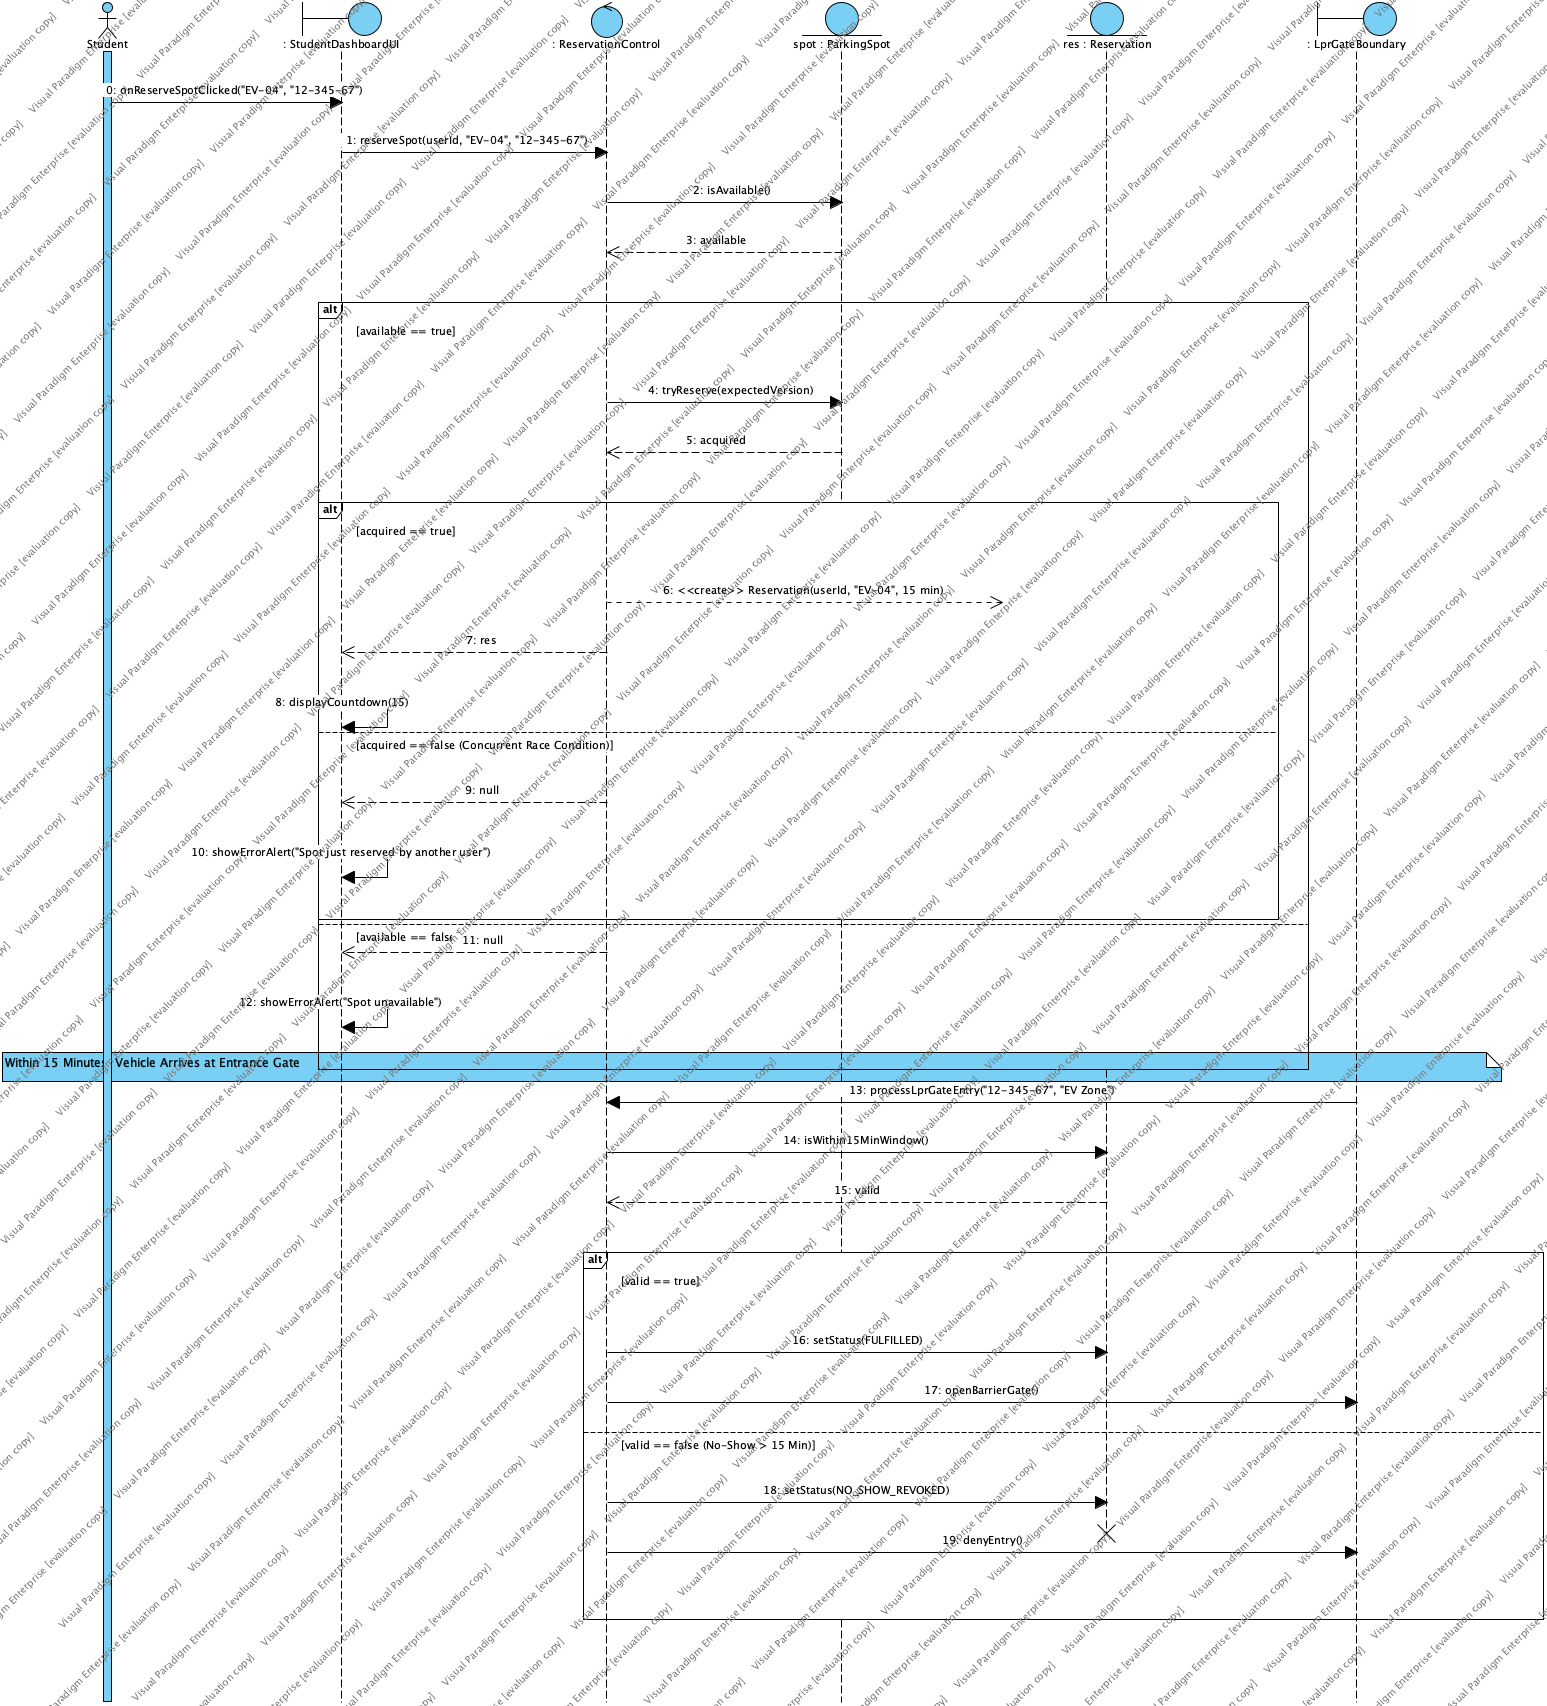 Student
: StudentDashboardUI
: ReservationControl
spot : ParkingSpot
res : Reservation
: LprGateBoundary
0: onReserveSpotClicked("EV-04", "12-345-67")
1: reserveSpot(userId, "EV-04", "12-345-67")
2: isAvailable()
3: available
alt
[available == true]
4: tryReserve(expectedVersion)
5: acquired
alt
[acquired == true]
6: <<create>> Reservation(userId, "EV-04", 15 min)
7: res
8: displayCountdown(15)
[acquired == false (Concurrent Race Condition)]
9: null
10: showErrorAlert("Spot just reserved by another user")
[available == false
11: null
12: showErrorAlert("Spot unavailable")
Within 15 Minutes: Vehicle Arrives at Entrance Gate
13: processLprGateEntry("12-345-67", "EV Zone")
14: isWithin15MinWindow()
15: valid
alt
[valid == true]
16: setStatus(FULFILLED)
17: openBarrierGate()
[valid == false (No-Show > 15 Min)]
18: setStatus(NO_SHOW_REVOKED)
19: denyEntry()
Visual Paradigm Enterprise [evaluation copy]